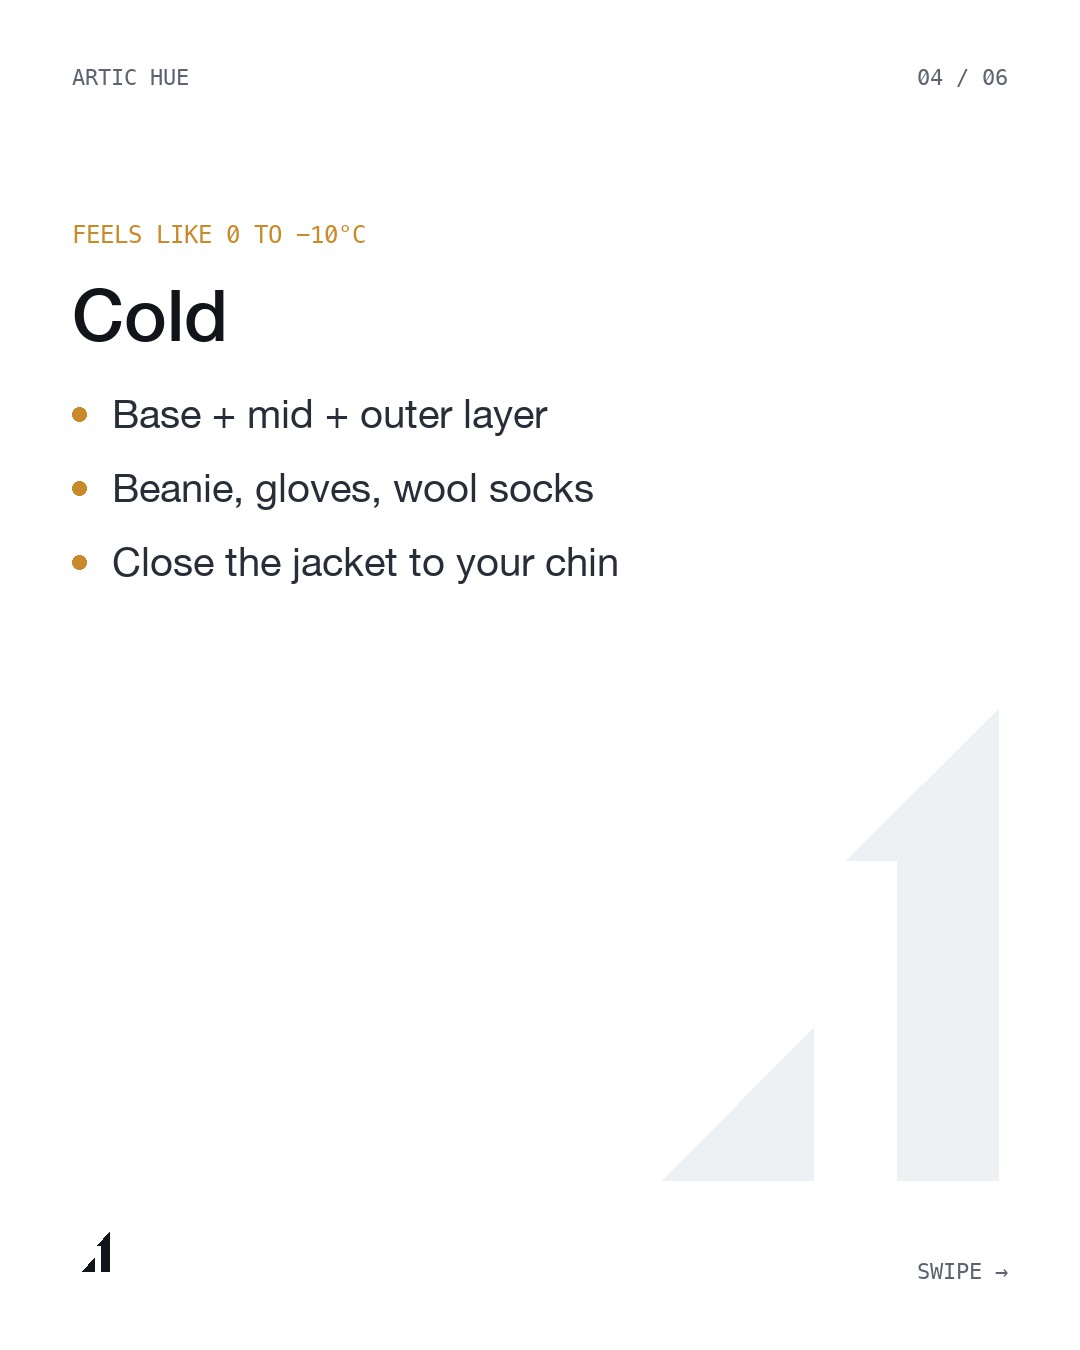 ARTIC HUE
04 / 06
FEELS LIKE 0 TO −10°C
Cold
Base + mid + outer layer
Beanie, gloves, wool socks
Close the jacket to your chin
SWIPE →